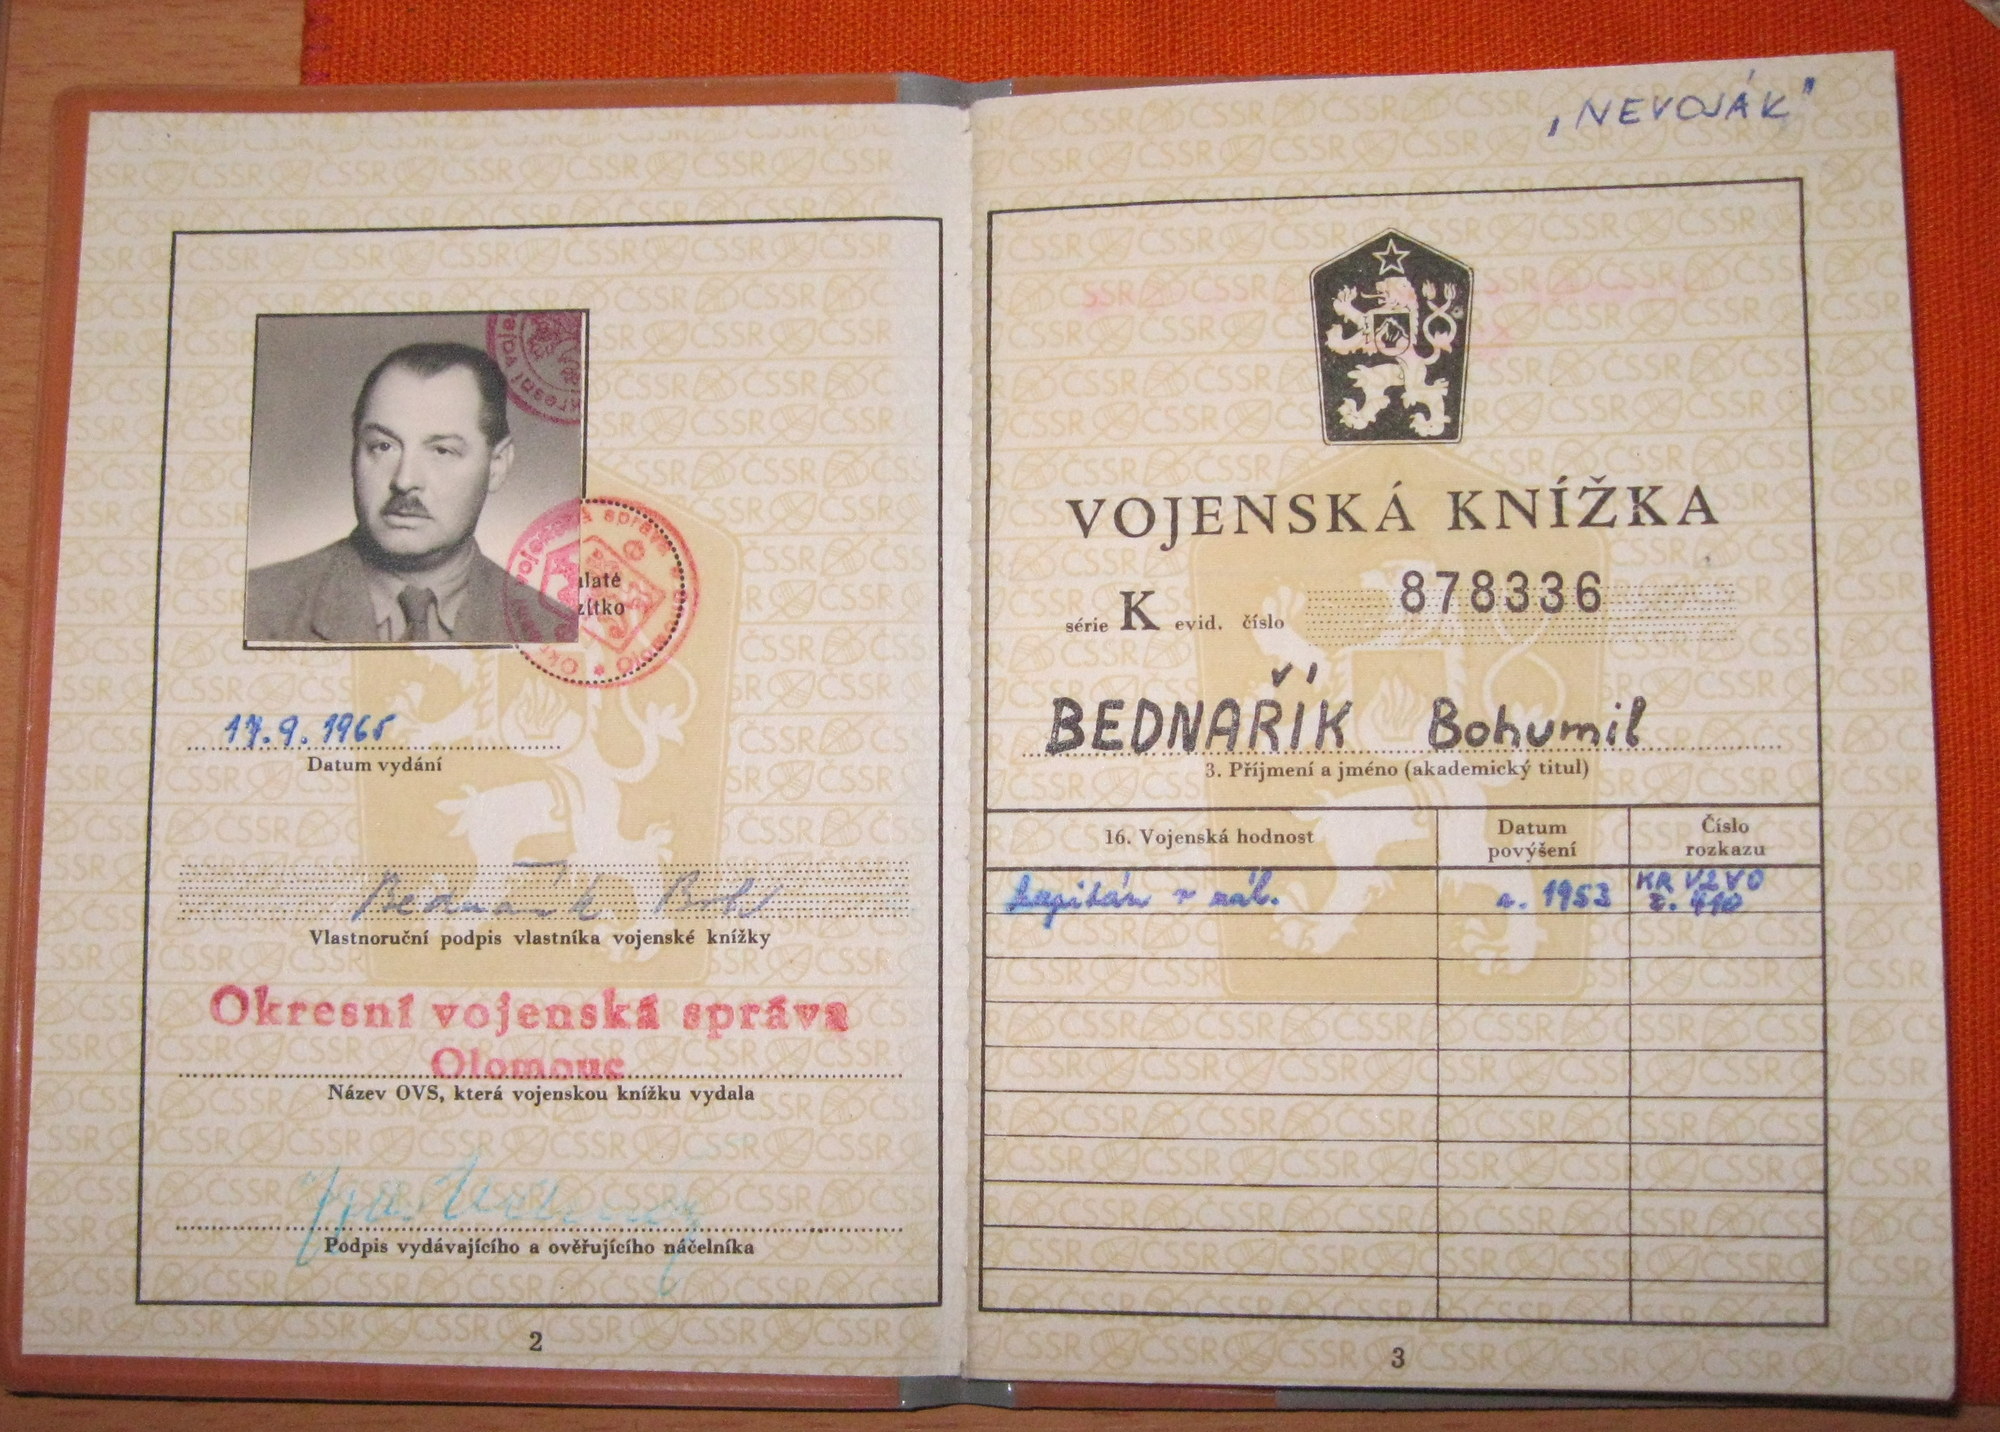 17.9.1965
Datum vydání
Vlastnoruční podpis vlastníka vojenské knížky
Okresní vojenská správa
Olomouc
Název OVS, která vojenskou knížku vydala
Podpis vydávajícího a ověřujícího náčelníka
2
„NEVOJÁK"
VOJENSKÁ KNÍŽKA
série K evid. číslo 878336
BEDNAŘÍK Bohumil
3. Příjmení a jméno (akademický titul)
16. Vojenská hodnost
Datum
povýšení
Číslo
rozkazu
kapitán v zál.
r. 1953
KR VZVO
č. 410
3